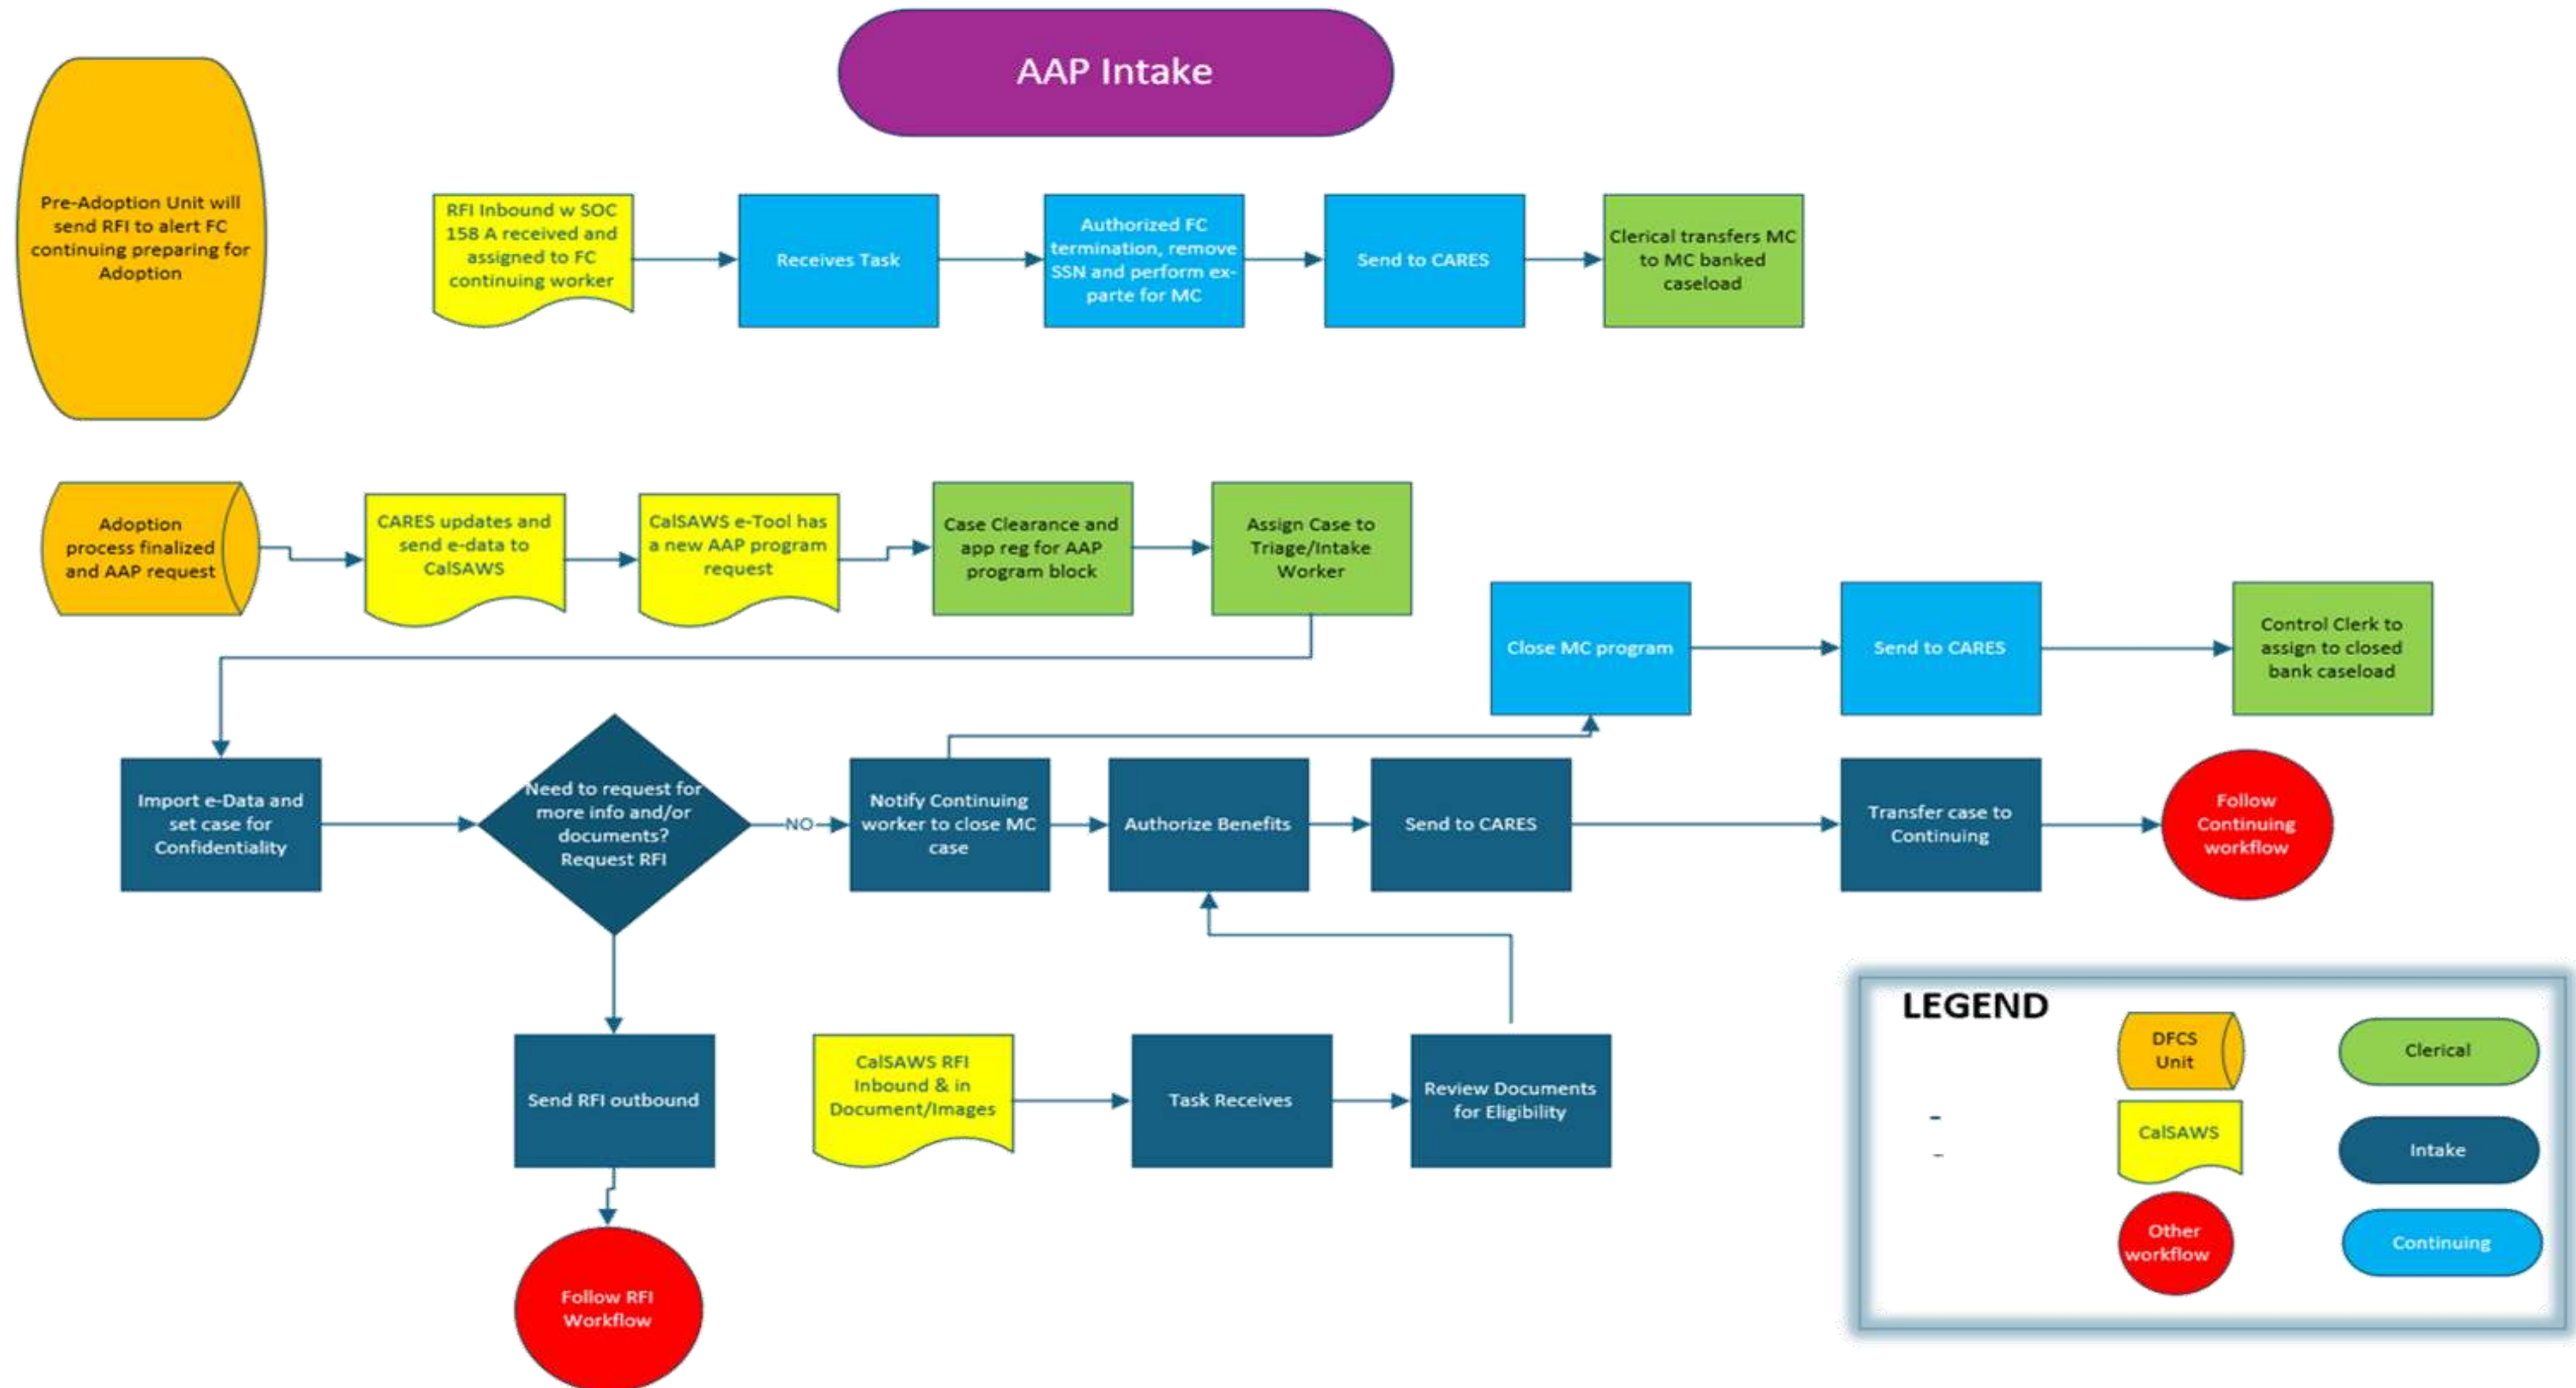 AAP Intake
Pre-Adoption Unit will
send RFI to alert FC
continuing preparing for
Adoption
RFI Inbound w SOC
158 A received and
assigned to FC
continuing worker
Receives Task
Authorized FC
termination, remove
SSN and perform ex-
parte for MC
Send to CARES
Clerical transfers MC
to MC banked
caseload
Adoption
process finalized
and AAP request
CARES updates and
send e-data to
CalSAWS
CalSAWS e-Tool has
a new AAP program
request
Case Clearance and
app reg for AAP
program block
Assign Case to
Triage/Intake
Worker
Close MC program
Send to CARES
Control Clerk to
assign to closed
bank caseload
Import e-Data and
set case for
Confidentiality
Need to request for
more info and/or
documents?
Request RFI
NO
Notify Continuing
worker to close MC
case
Authorize Benefits
Send to CARES
Transfer case to
Continuing
Follow
Continuing
workflow
Send RFI outbound
CalSAWS RFI
Inbound & in
Document/Images
Task Receives
Review Documents
for Eligibility
Follow RFI
Workflow
LEGEND
DFCS
Unit
Clerical
CalSAWS
Intake
Other
workflow
Continuing